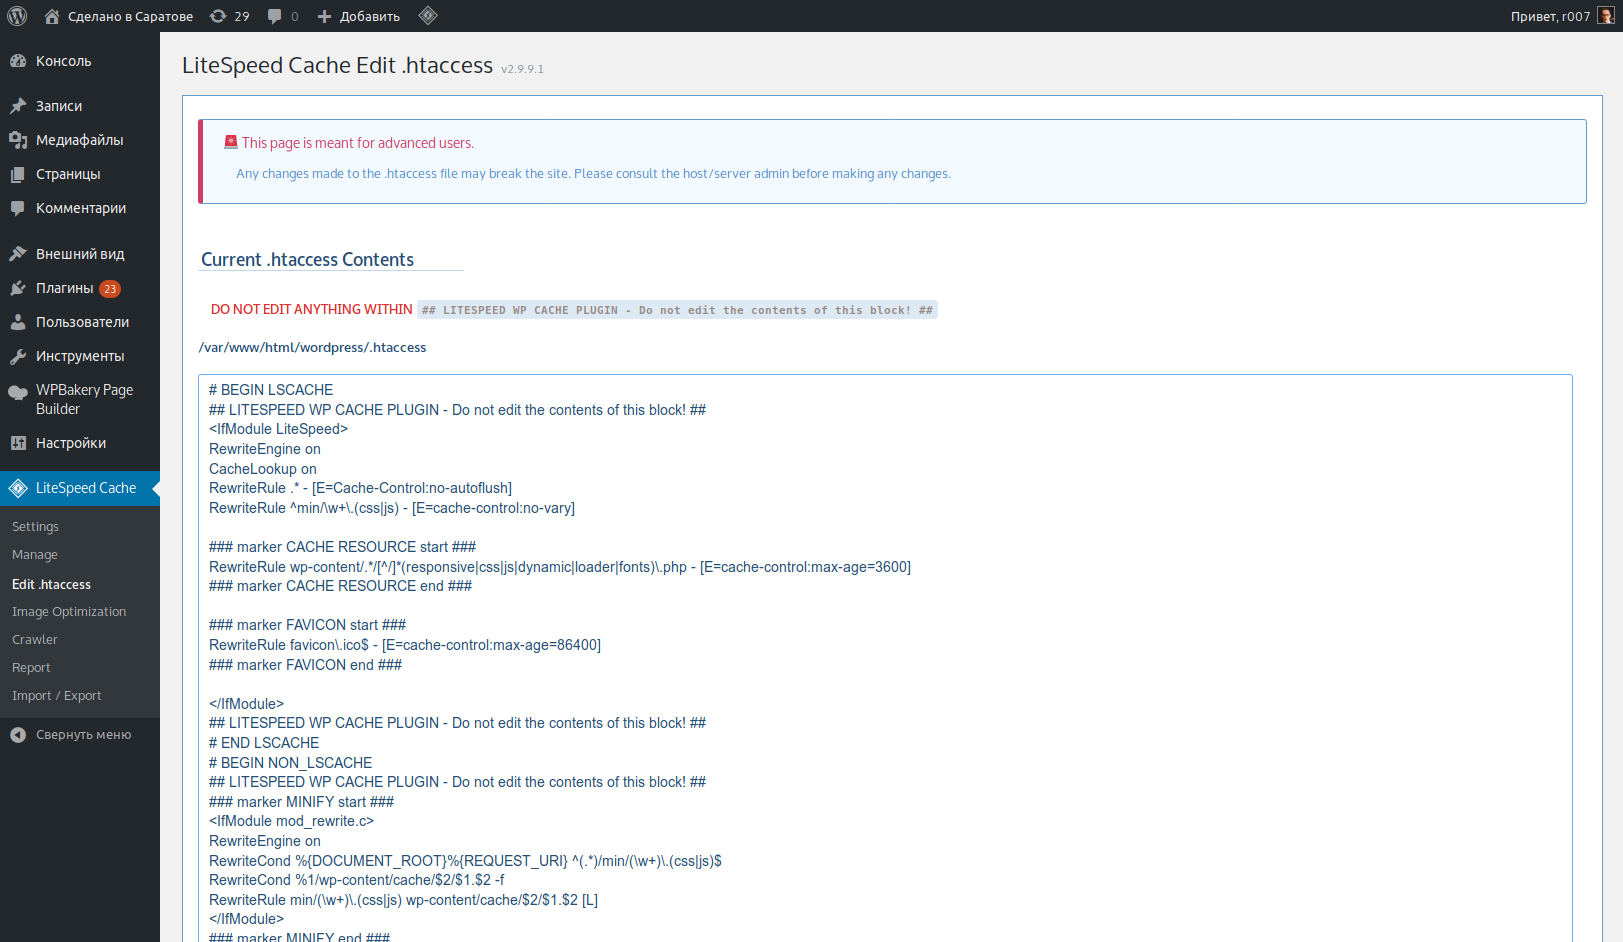 Сделано в Саратове 29 0 Добавить Привет, r007
Консоль
Записи
Медиафайлы
Страницы
Комментарии
Внешний вид
Плагины 23
Пользователи
Инструменты
WPBakery Page
Builder
Настройки
LiteSpeed Cache
Settings
Manage
Edit .htaccess
Image Optimization
Crawler
Report
Import / Export
Свернуть меню
LiteSpeed Cache Edit .htaccess v2.9.9.1
This page is meant for advanced users.
Any changes made to the .htaccess file may break the site. Please consult the host/server admin before making any changes.
Current .htaccess Contents
DO NOT EDIT ANYTHING WITHIN ## LITESPEED WP CACHE PLUGIN - Do not edit the contents of this block! ##
/var/www/html/wordpress/.htaccess
# BEGIN LSCACHE
## LITESPEED WP CACHE PLUGIN - Do not edit the contents of this block! ##
<IfModule LiteSpeed>
RewriteEngine on
CacheLookup on
RewriteRule .* - [E=Cache-Control:no-autoflush]
RewriteRule ^min/\w+\.(css|js) - [E=cache-control:no-vary]
### marker CACHE RESOURCE start ###
RewriteRule wp-content/.*/[^/]*(responsive|css|js|dynamic|loader|fonts)\.php - [E=cache-control:max-age=3600]
### marker CACHE RESOURCE end ###
### marker FAVICON start ###
RewriteRule favicon\.ico$ - [E=cache-control:max-age=86400]
### marker FAVICON end ###
</IfModule>
## LITESPEED WP CACHE PLUGIN - Do not edit the contents of this block! ##
# END LSCACHE
# BEGIN NON_LSCACHE
## LITESPEED WP CACHE PLUGIN - Do not edit the contents of this block! ##
### marker MINIFY start ###
<IfModule mod_rewrite.c>
RewriteEngine on
RewriteCond %{DOCUMENT_ROOT}%{REQUEST_URI} ^(.*)/min/(\w+)\.(css|js)$
RewriteCond %1/wp-content/cache/$2/$1.$2 -f
RewriteRule min/(\w+)\.(css|js) wp-content/cache/$2/$1.$2 [L]
</IfModule>
### marker MINIFY end ###